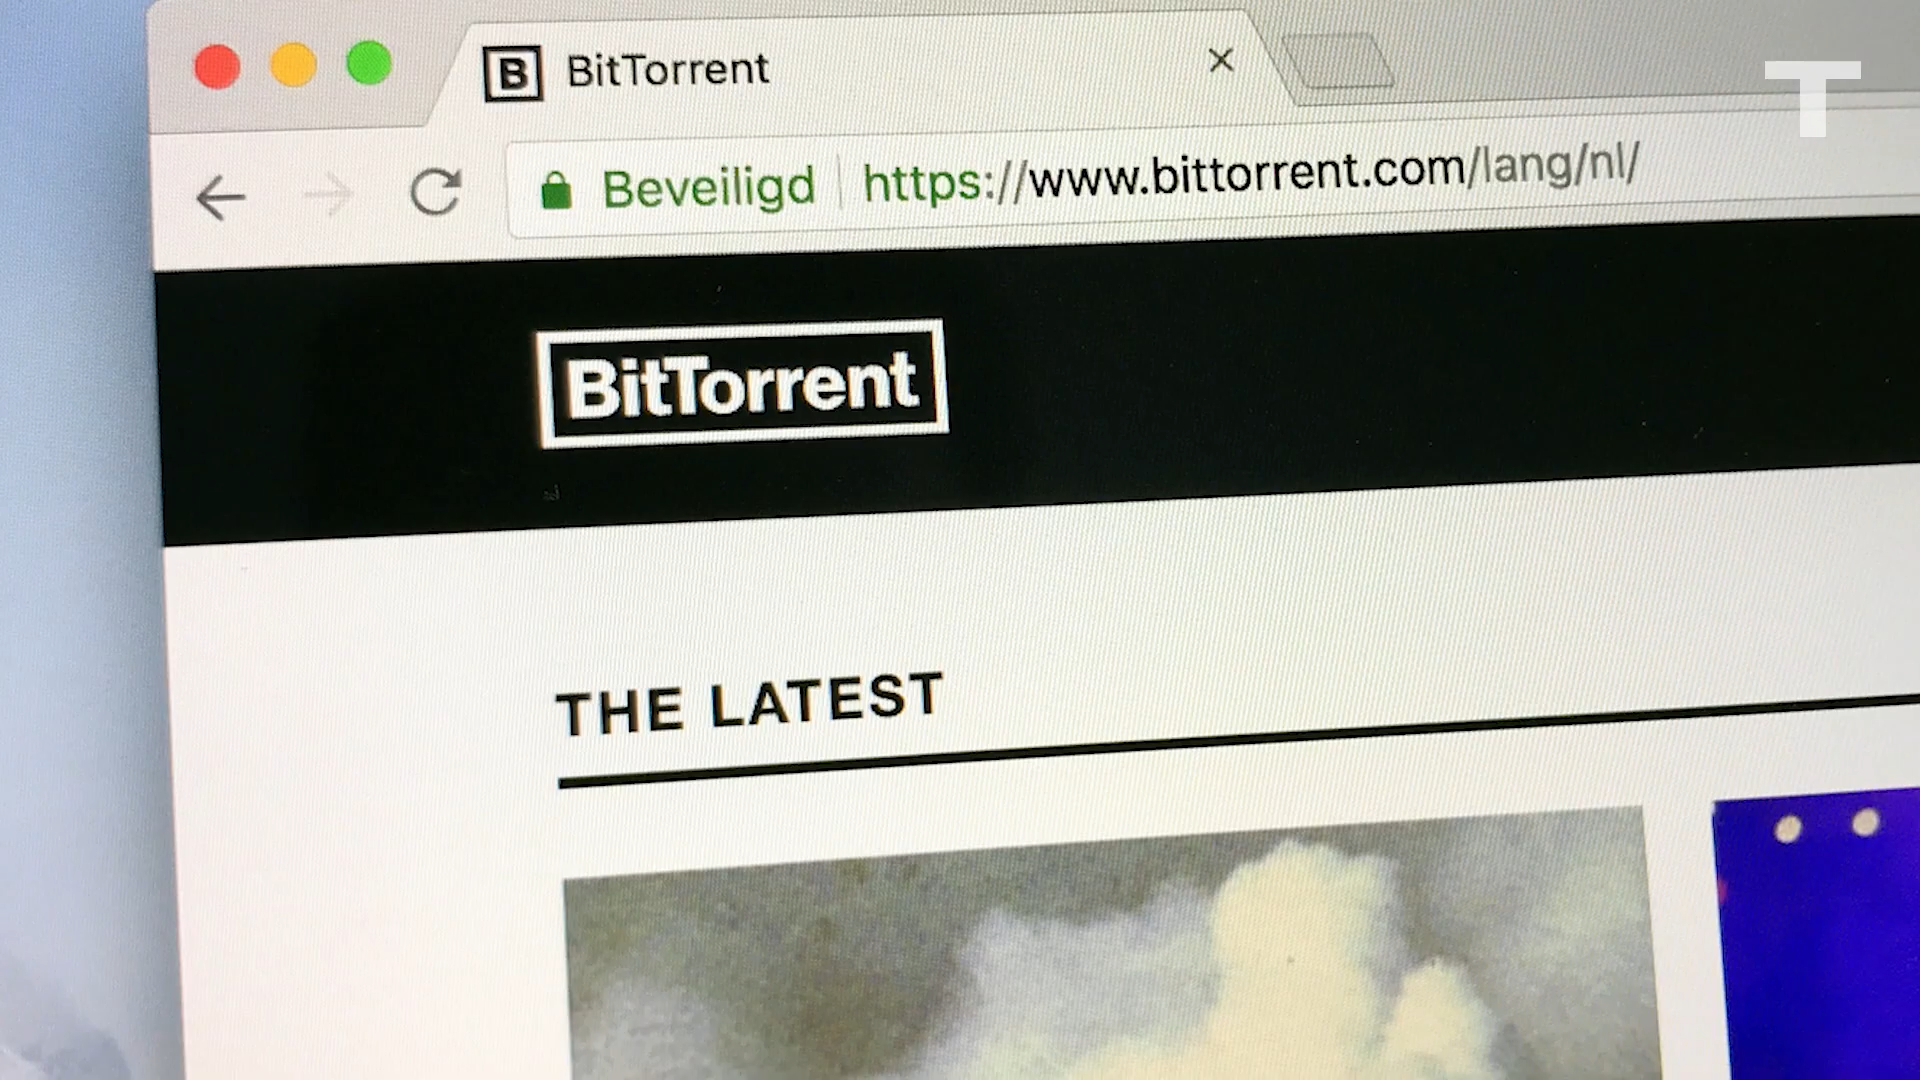 B BitTorrent
Beveiligd https://www.bittorrent.com/lang/nl/
BitTorrent
THE LATEST
T